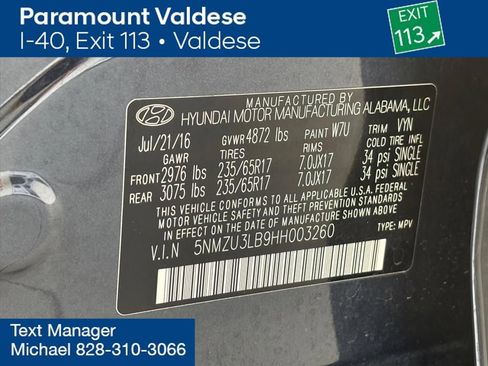 Paramount Valdese
I-40, Exit 113 • Valdese
EXIT
113
MANUFACTURED BY
HYUNDAI MOTOR MANUFACTURING ALABAMA, LLC
Jul/21/16 GVWR 4872 lbs PAINT W7U TRIM VYN
GAWR TIRES RIMS COLD TIRE INFL
FRONT 2976 lbs 235/65R17 7.0JX17 34 psi SINGLE
REAR 3075 lbs 235/65R17 7.0JX17 34 psi SINGLE
THIS VEHICLE CONFORMS TO ALL APPLICABLE U.S.A. FEDERAL
MOTOR VEHICLE SAFETY AND THEFT PREVENTION STANDARDS
IN EFFECT ON THE DATE OF MANUFACTURE SHOWN ABOVE.
V.I.N 5NMZU3LB9HH003260 TYPE: MPV
Text Manager
Michael 828-310-3066